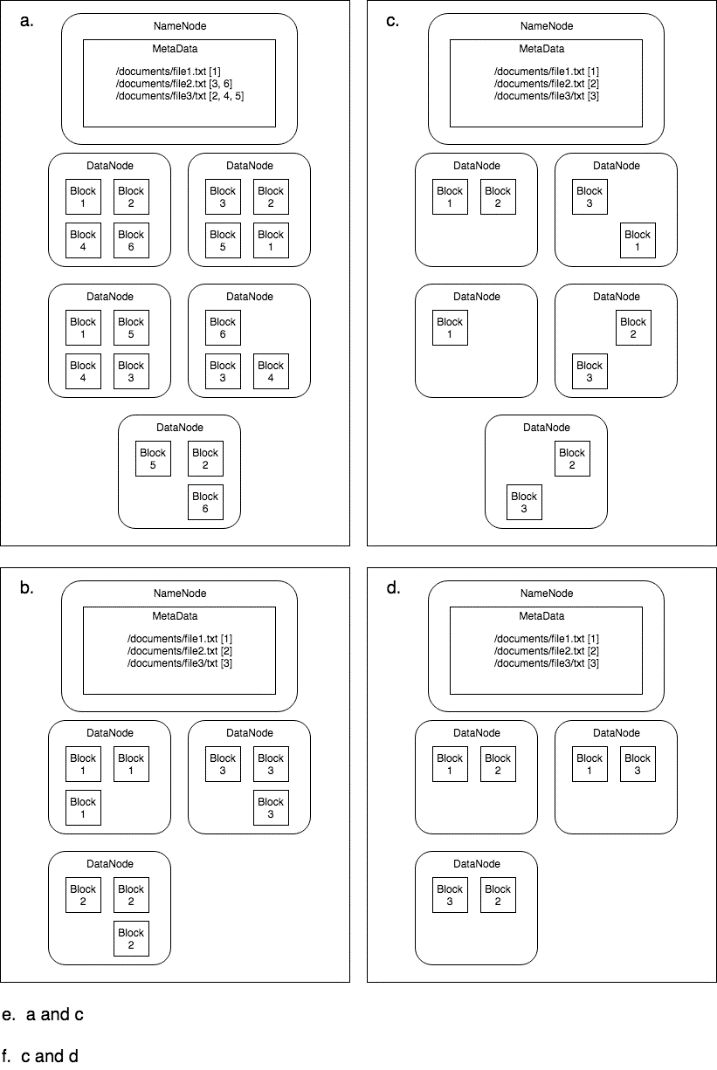 a.
NameNode
MetaData
/documents/file1.txt [1]
/documents/file2.txt [3, 6]
/documents/file3/txt [2, 4, 5]
DataNode
Block 1
Block 2
Block 4
Block 6
DataNode
Block 3
Block 2
Block 5
Block 1
DataNode
Block 1
Block 5
Block 4
Block 3
DataNode
Block 6
Block 3
Block 4
DataNode
Block 5
Block 2
Block 6
c.
NameNode
MetaData
/documents/file1.txt [1]
/documents/file2.txt [2]
/documents/file3/txt [3]
DataNode
Block 1
Block 2
DataNode
Block 3
Block 1
DataNode
Block 1
DataNode
Block 2
Block 3
DataNode
Block 2
Block 3
b.
NameNode
MetaData
/documents/file1.txt [1]
/documents/file2.txt [2]
/documents/file3/txt [3]
DataNode
Block 1
Block 1
Block 1
DataNode
Block 3
Block 3
Block 3
DataNode
Block 2
Block 2
Block 2
d.
NameNode
MetaData
/documents/file1.txt [1]
/documents/file2.txt [2]
/documents/file3/txt [3]
DataNode
Block 1
Block 2
DataNode
Block 1
Block 3
DataNode
Block 3
Block 2
e. a and c
f. c and d